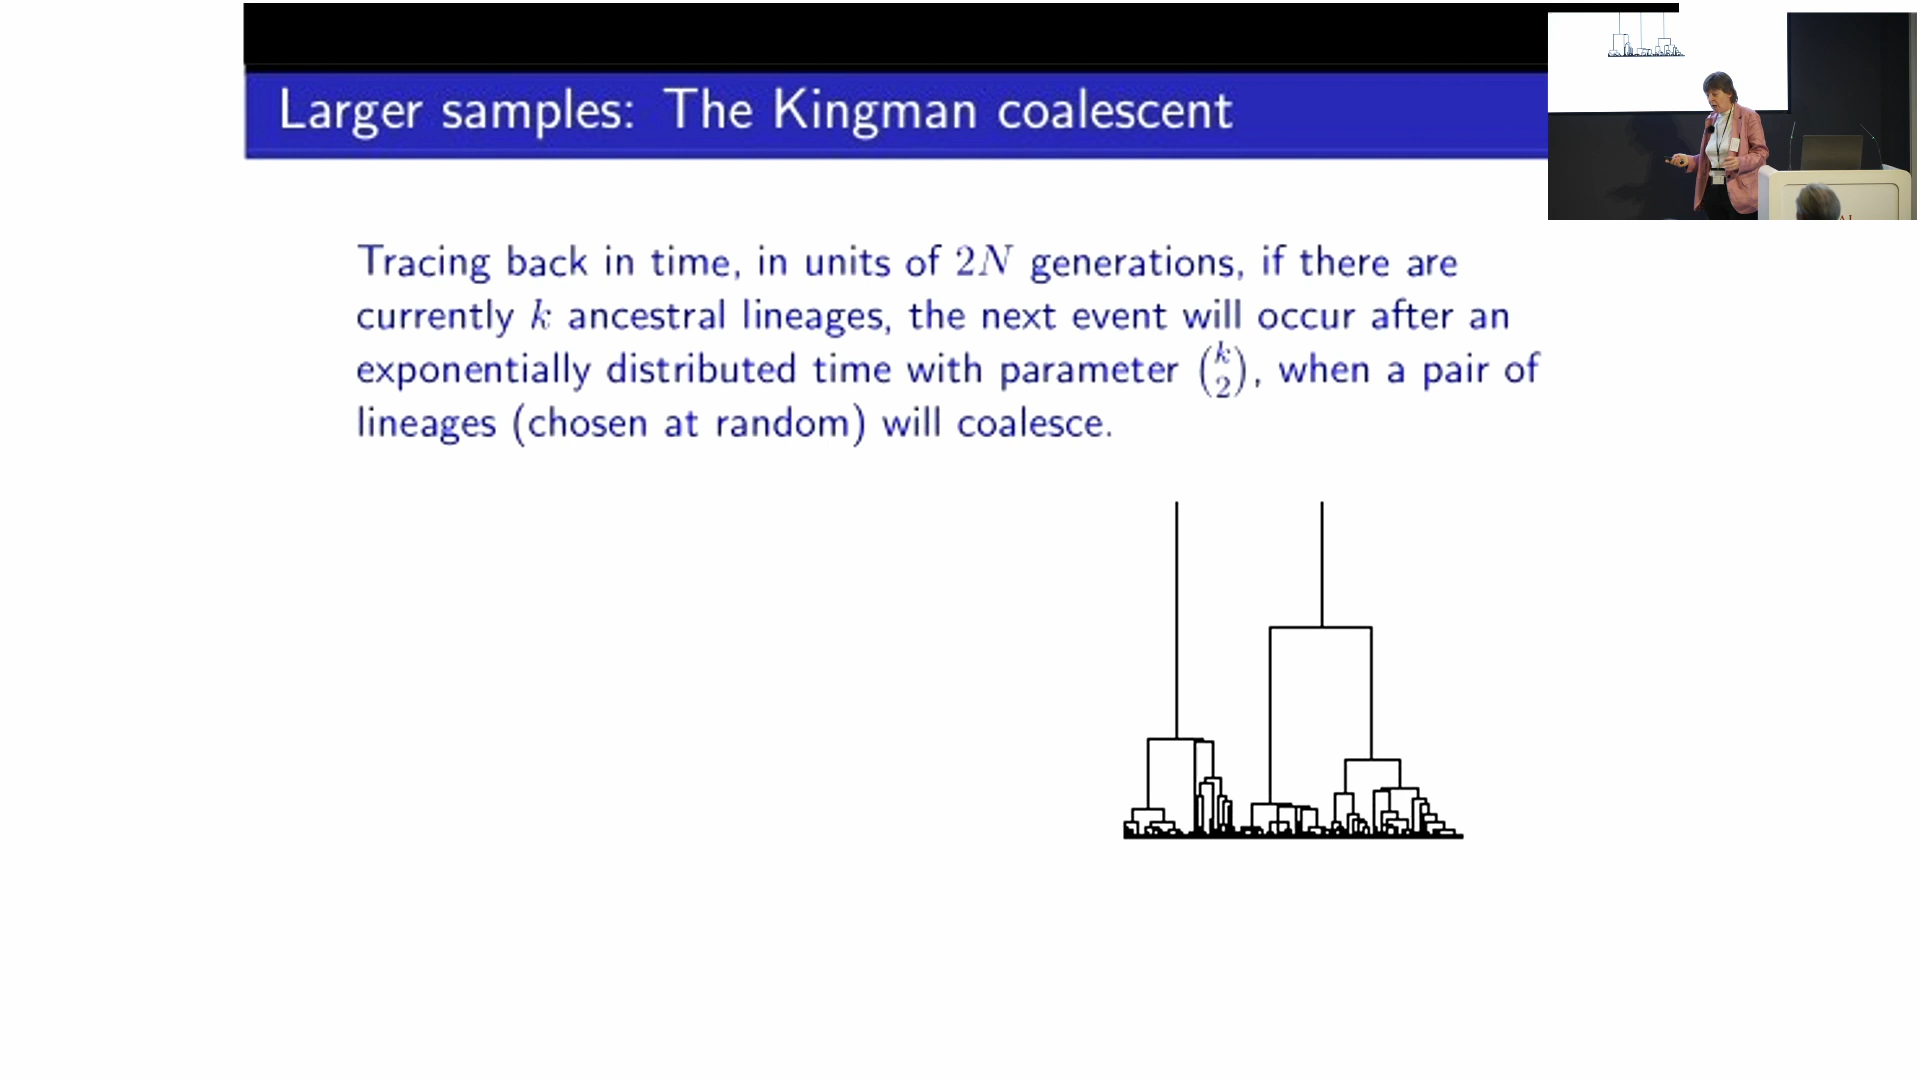 Larger samples: The Kingman coalescent
Tracing back in time, in units of 2N generations, if there are
currently k ancestral lineages, the next event will occur after an
exponentially distributed time with parameter (k 2), when a pair of
lineages (chosen at random) will coalesce.